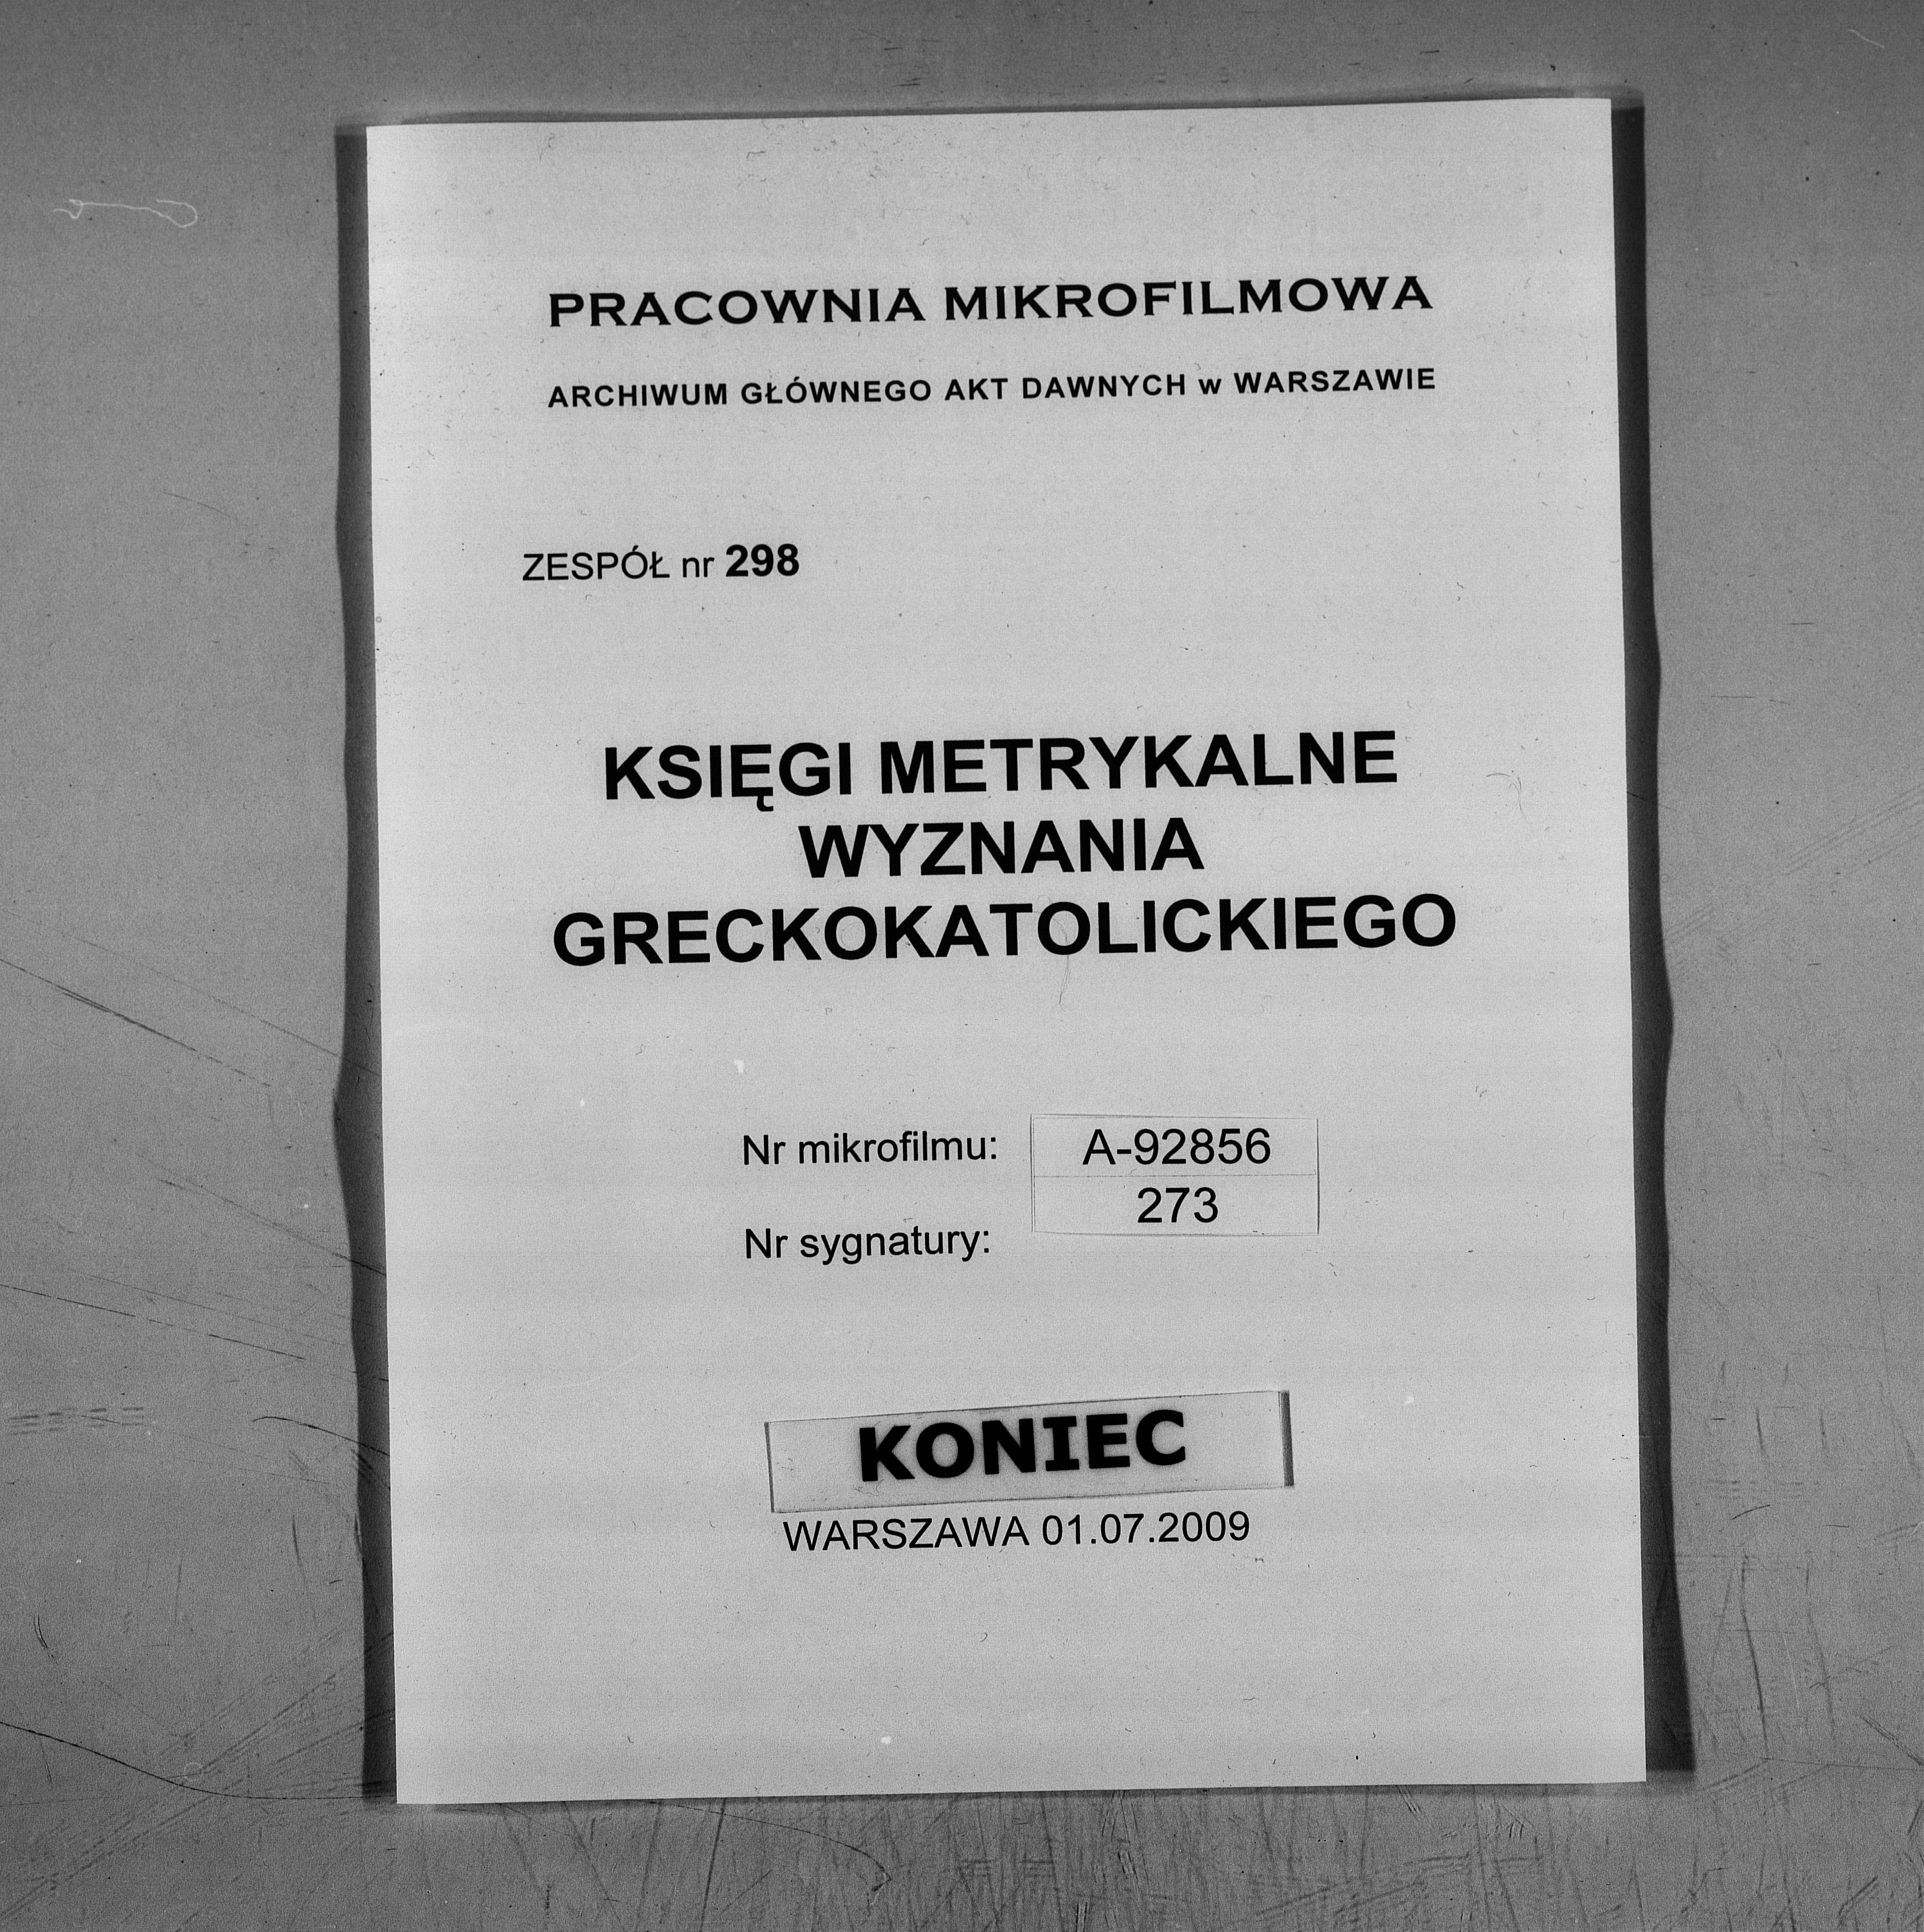 PRACOWNIA MIKROFILMOWA
ARCHIWUM GŁÓWNEGO AKT DAWNYCH w WARSZAWIE
ZESPÓŁ nr 298
KSIĘGI METRYKALNE
WYZNANIA
GRECKOKATOLICKIEGO
Nr mikrofilmu: A-92856
273
Nr sygnatury:
KONIEC
WARSZAWA 01.07.2009